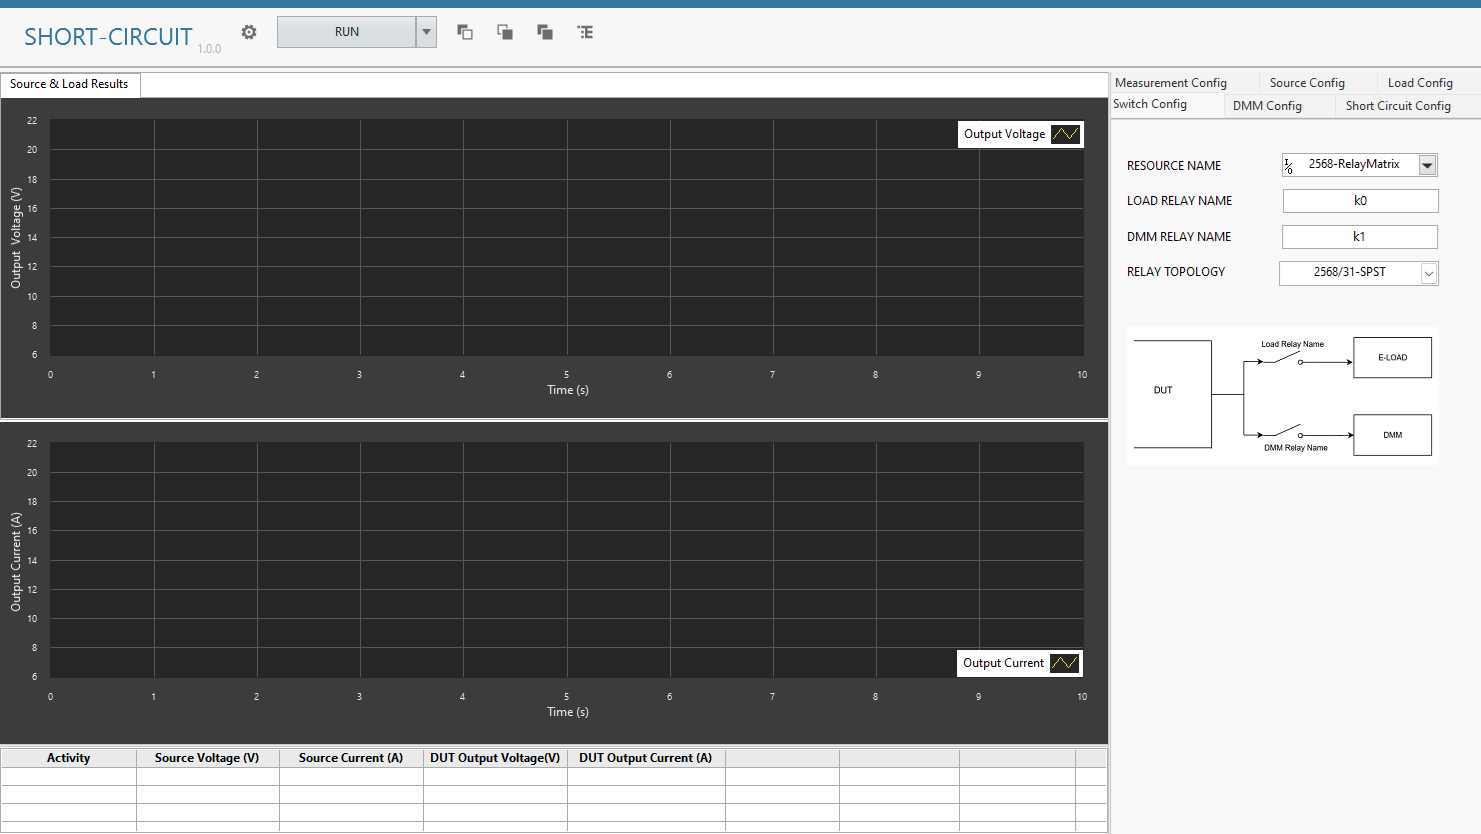 SHORT-CIRCUIT 1.0.0
RUN
Source & Load Results
Output Voltage
22
20
18
16
14
12
10
8
6
Output Voltage (V)
0 1 2 3 4 5 6 7 8 9 10
Time (s)
22
20
18
16
14
12
10
8
6
Output Current (A)
Output Current
0 1 2 3 4 5 6 7 8 9 10
Time (s)
Activity Source Voltage (V) Source Current (A) DUT Output Voltage(V) DUT Output Current (A)
Measurement Config Source Config Load Config
Switch Config DMM Config Short Circuit Config
RESOURCE NAME I/O 2568-RelayMatrix
LOAD RELAY NAME k0
DMM RELAY NAME k1
RELAY TOPOLOGY 2568/31-SPST
Load Relay Name
E-LOAD
DUT
DMM
DMM Relay Name